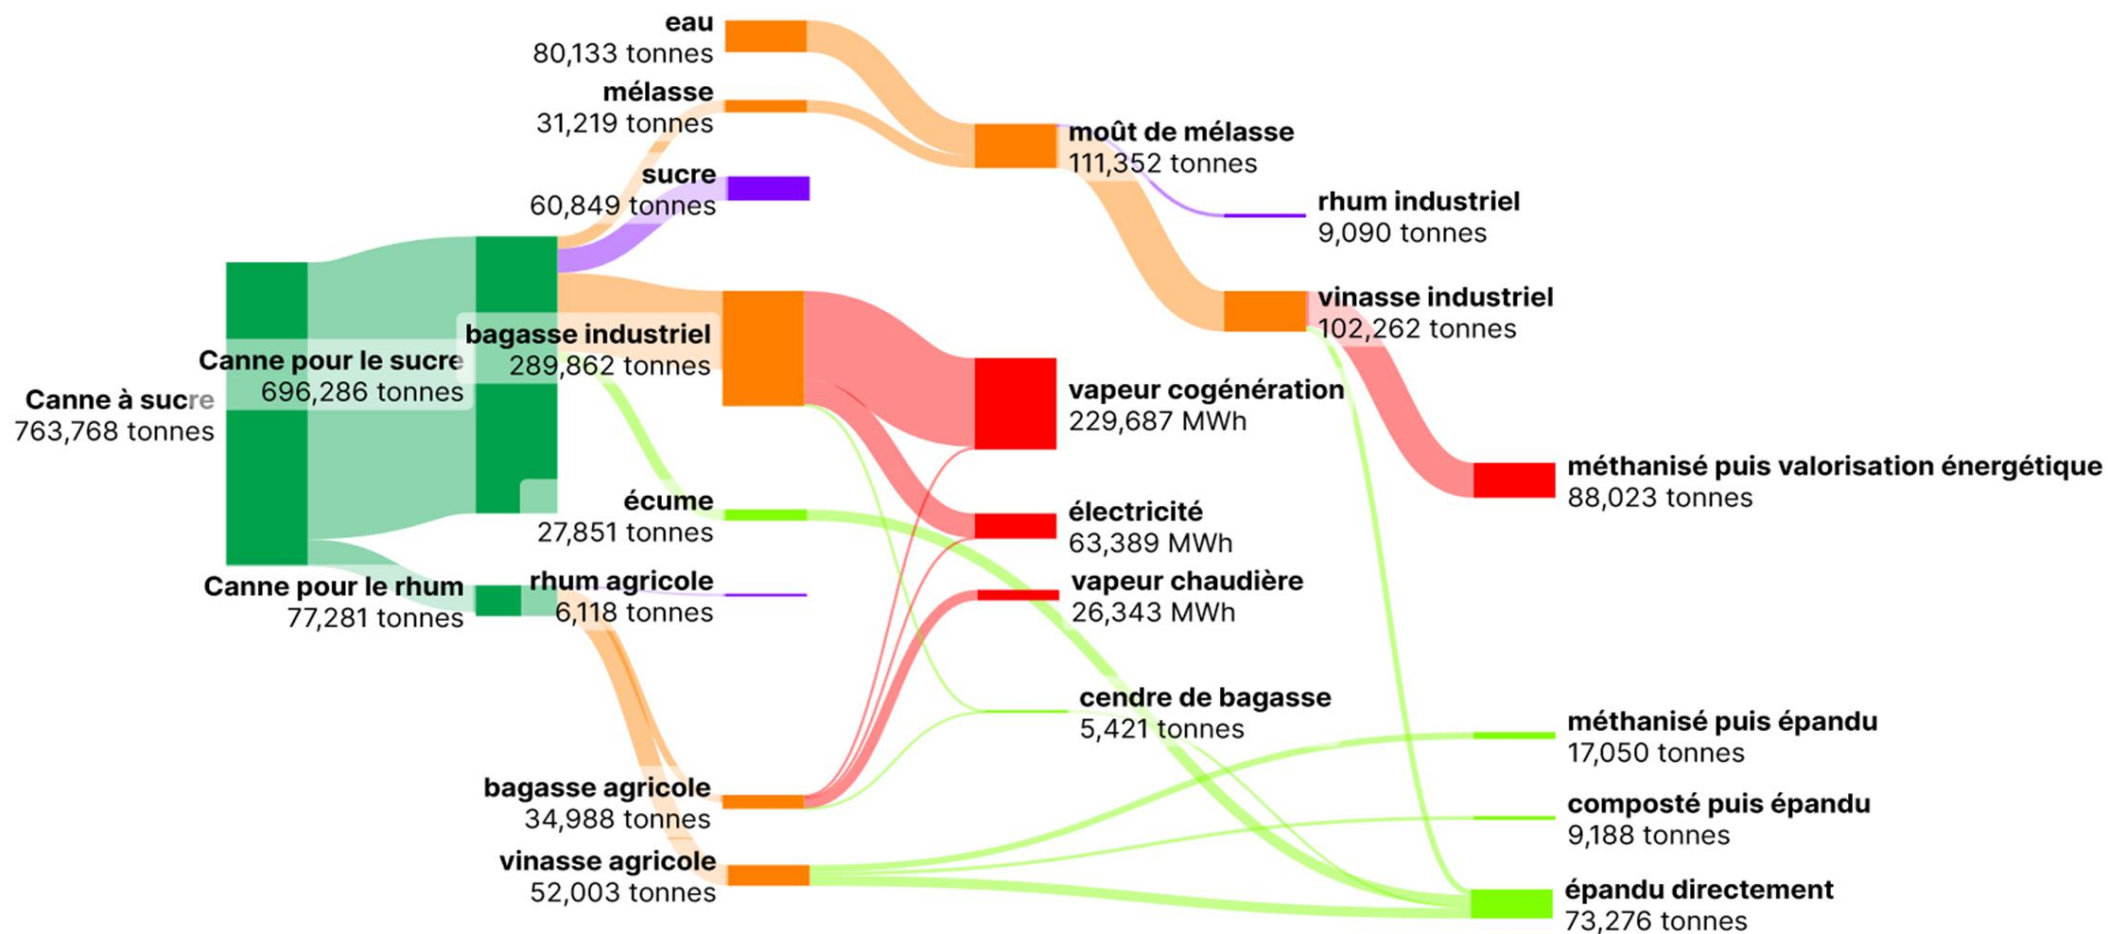 eau
80,133 tonnes
mélasse
31,219 tonnes
sucre
60,849 tonnes
moût de mélasse
111,352 tonnes
rhum industriel
9,090 tonnes
vinasse industriel
102,262 tonnes
bagasse industriel
289,862 tonnes
Canne pour le sucre
696,286 tonnes
Canne à sucre
763,768 tonnes
vapeur cogénération
229,687 MWh
méthanisé puis valorisation énergétique
88,023 tonnes
écume
27,851 tonnes
électricité
63,389 MWh
Canne pour le rhum
77,281 tonnes
rhum agricole
6,118 tonnes
vapeur chaudière
26,343 MWh
cendre de bagasse
5,421 tonnes
méthanisé puis épandu
17,050 tonnes
bagasse agricole
34,988 tonnes
composté puis épandu
9,188 tonnes
vinasse agricole
52,003 tonnes
épandu directement
73,276 tonnes